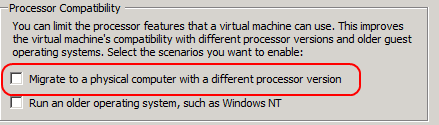 Processor Compatibility
You can limit the processor features that a virtual machine can use. This improves
the virtual machine's compatibility with different processor versions and older guest
operating systems. Select the scenarios you want to enable:
Migrate to a physical computer with a different processor version
Run an older operating system, such as Windows NT